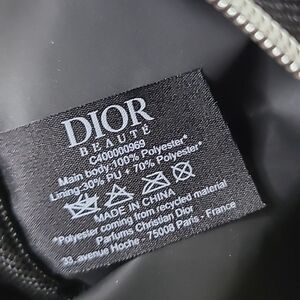 DIOR
BEAUTÉ
C400000969
Main body:100% Polyester*
Lining:30% PU + 70% Polyester*
MADE IN CHINA
*Polyester coming from recycled material
Parfums Christian Dior
33, avenue Hoche - 75008 Paris - France